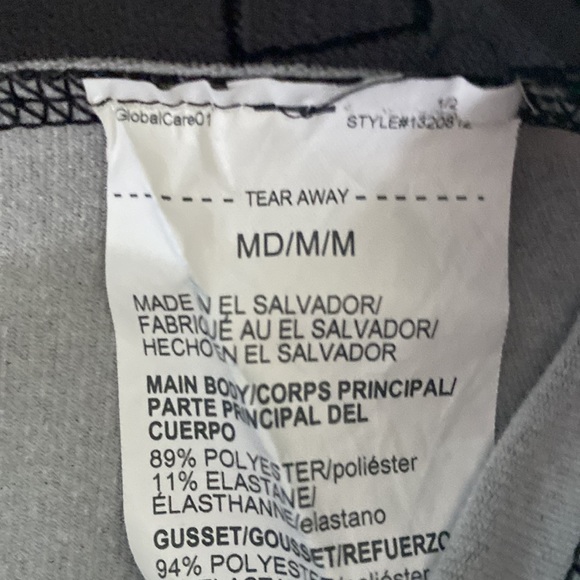 1/2
GlobalCare01 STYLE#1320812
- - - - - - - TEAR AWAY - - - - - - -
MD/M/M
MADE IN EL SALVADOR/
FABRIQUÉ AU EL SALVADOR/
HECHO EN EL SALVADOR
MAIN BODY/CORPS PRINCIPAL/
PARTE PRINCIPAL DEL
CUERPO
89% POLYESTER/poliéster
11% ELASTANE/
ÉLASTHANNE/elastano
GUSSET/GOUSSET/REFUERZO
94% POLYESTER/poliéster